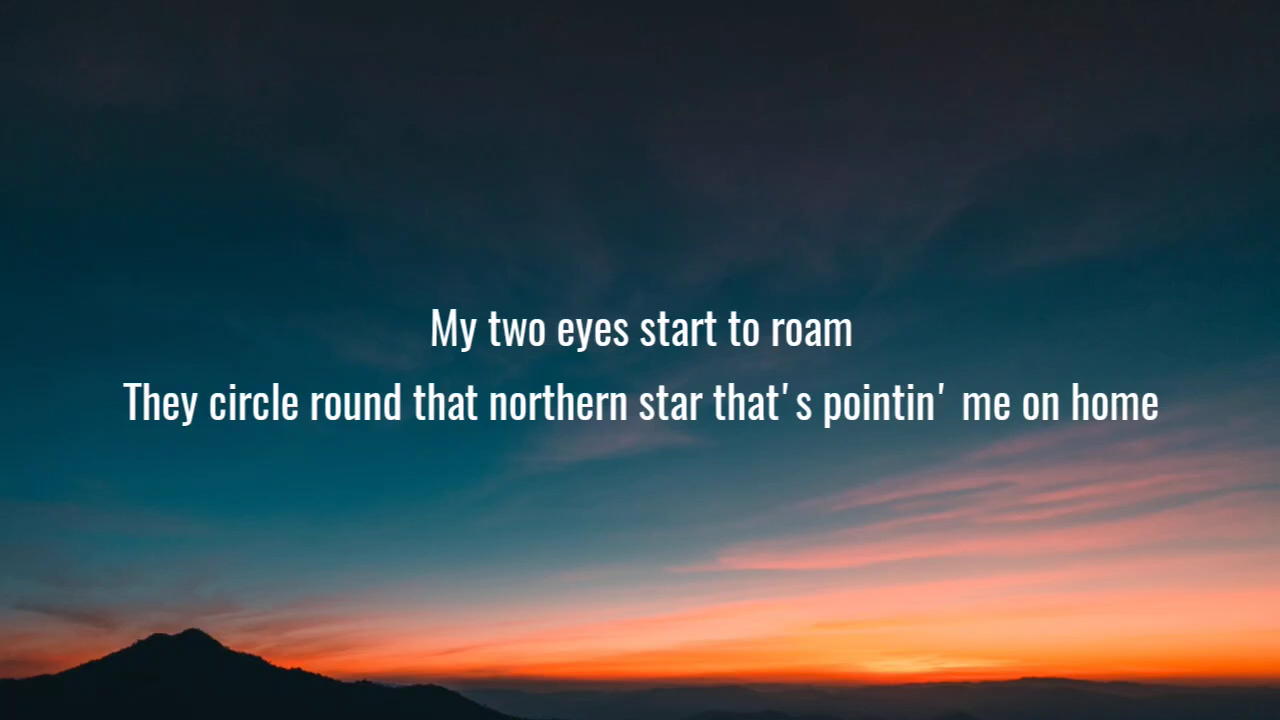 My two eyes start to roam
They circle round that northern star that's pointin' me on home